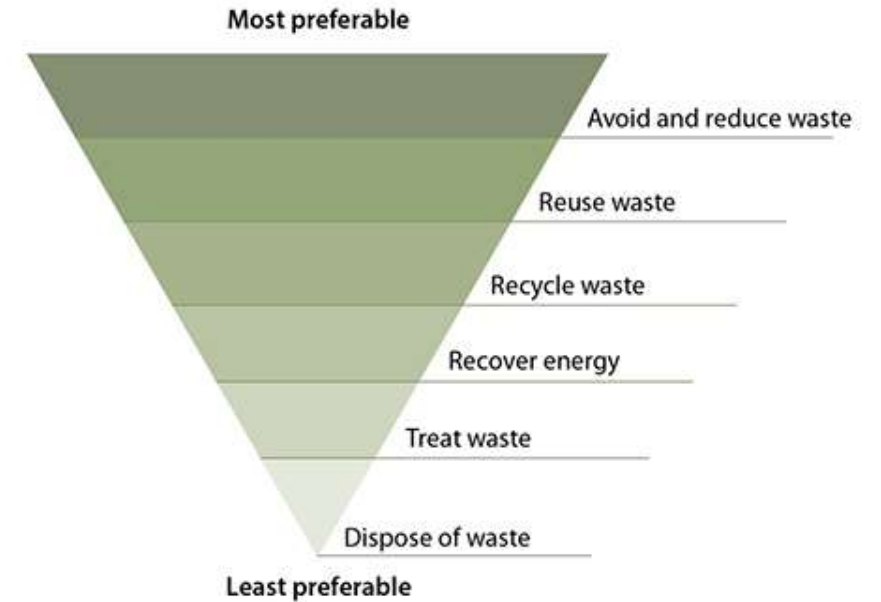 Most preferable
Avoid and reduce waste
Reuse waste
Recycle waste
Recover energy
Treat waste
Dispose of waste
Least preferable